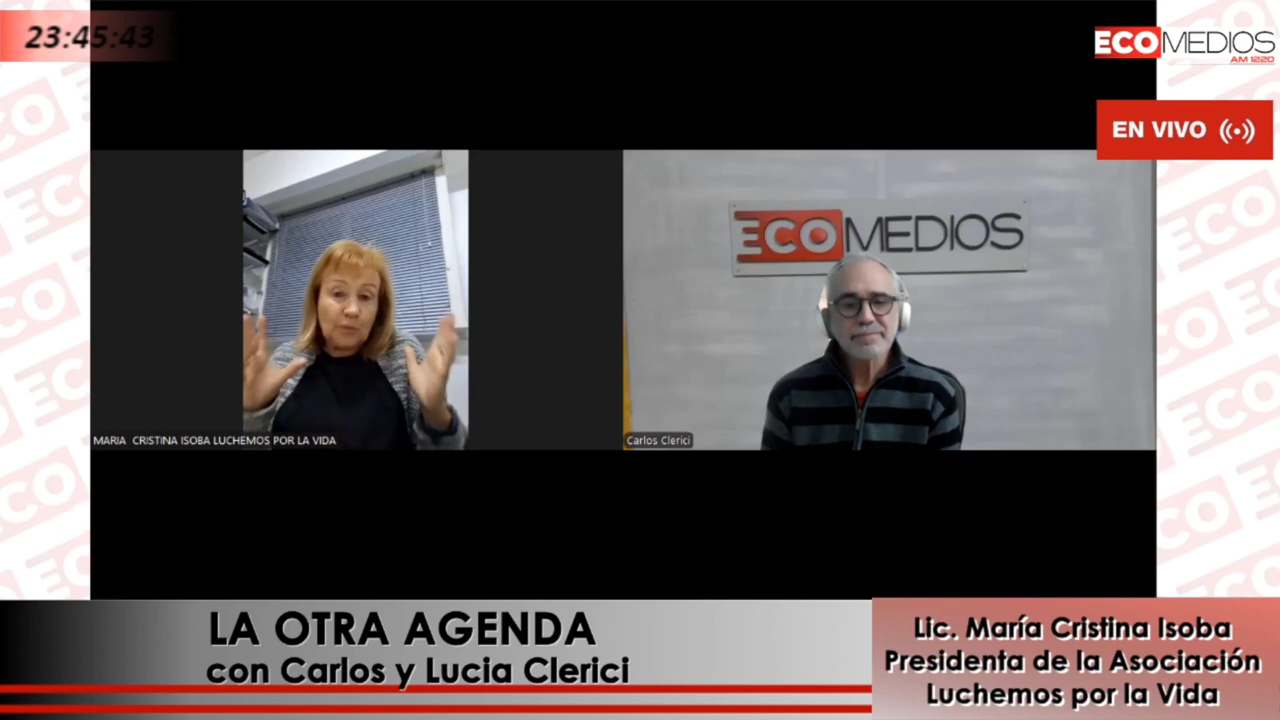 23:45:43
ECOMEDIOS
AM 1220
EN VIVO
ECOMEDIOS
MARIA CRISTINA ISOBA LUCHEMOS POR LA VIDA
Carlos Clerici
LA OTRA AGENDA
con Carlos y Lucia Clerici
Lic. María Cristina Isoba
Presidenta de la Asociación
Luchemos por la Vida